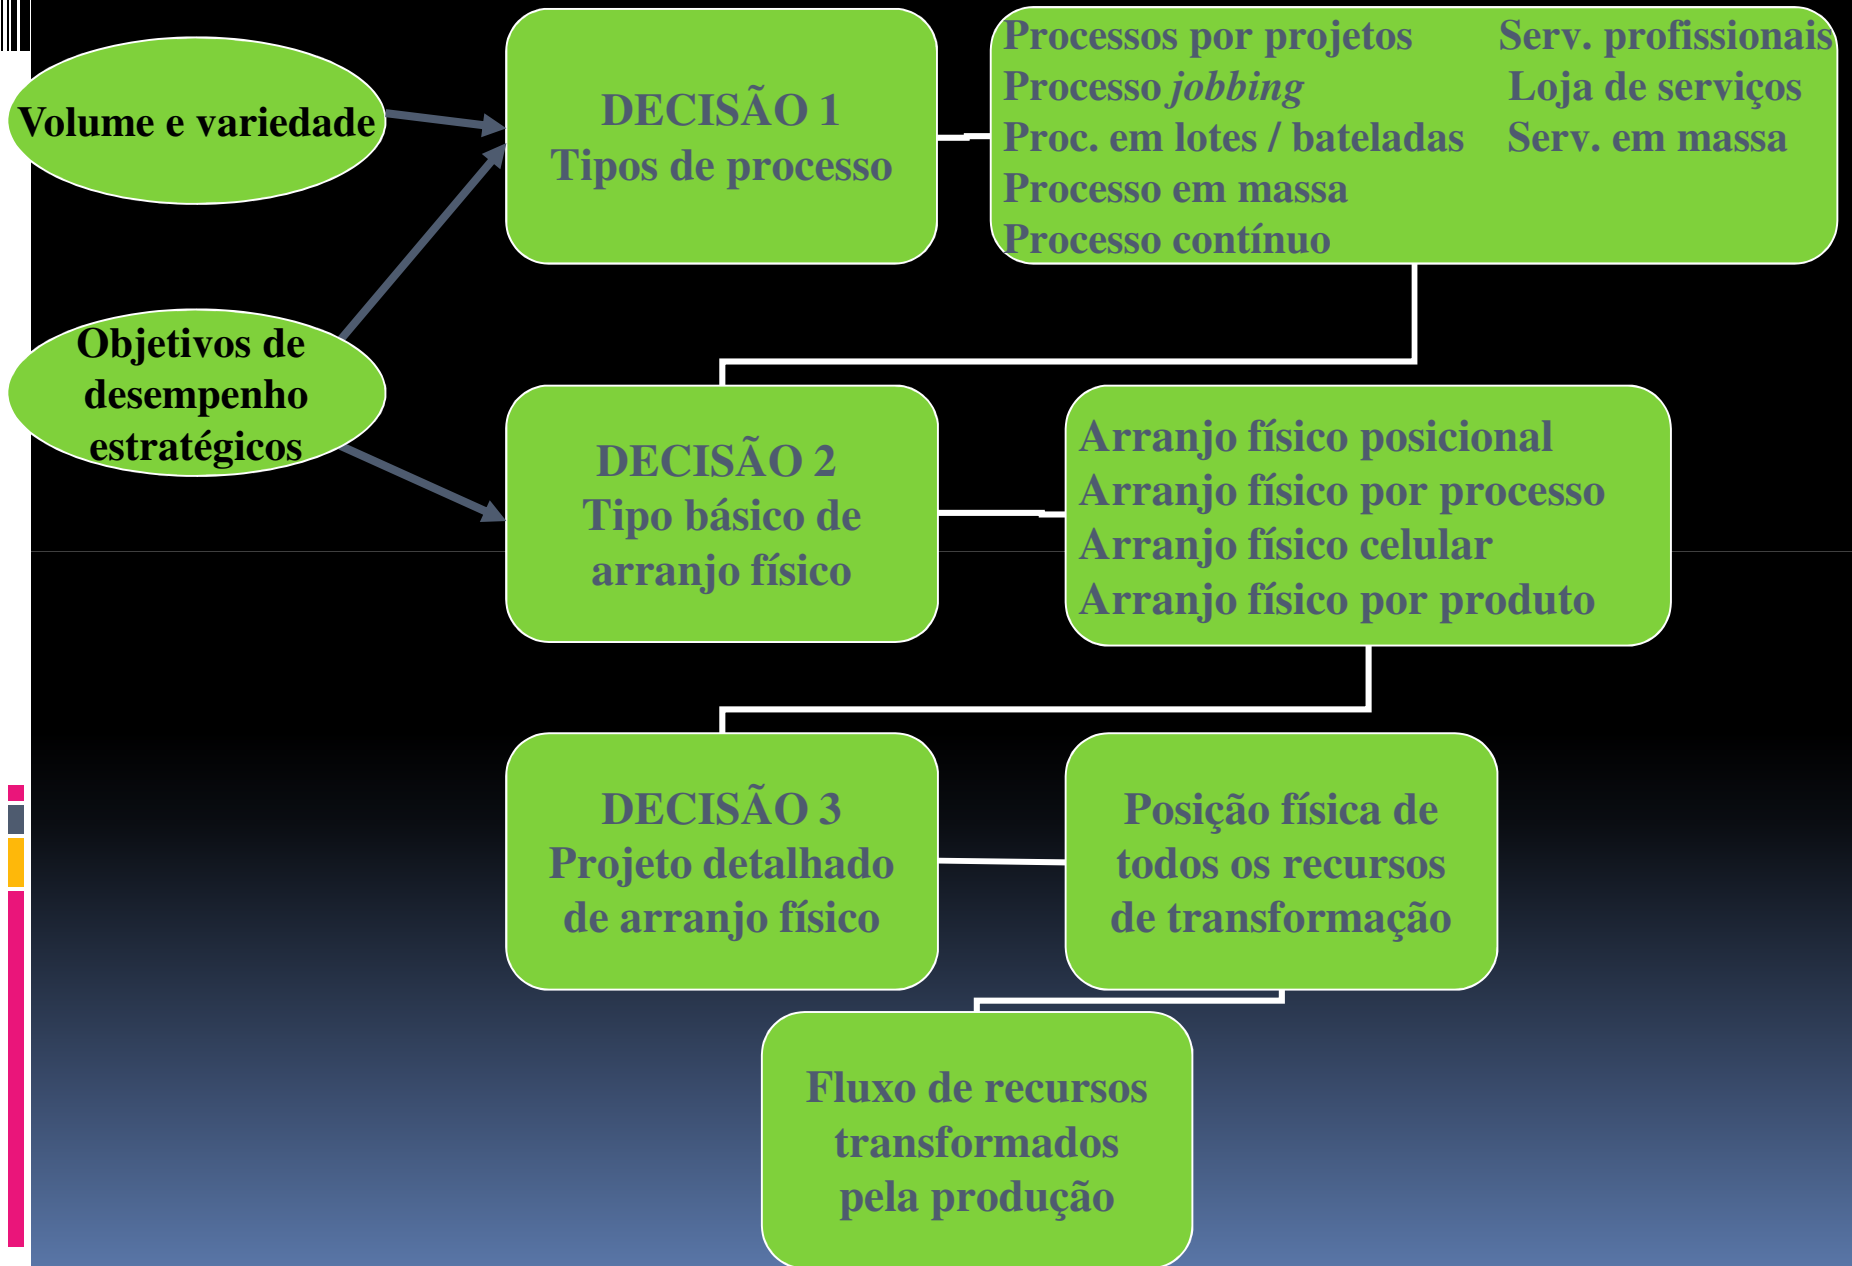 Volume e variedade
DECISÃO 1
Tipos de processo
Processos por projetos Serv. profissionais
Processo jobbing Loja de serviços
Proc. em lotes / bateladas Serv. em massa
Processo em massa
Processo contínuo
Objetivos de
desempenho
estratégicos
DECISÃO 2
Tipo básico de
arranjo físico
Arranjo físico posicional
Arranjo físico por processo
Arranjo físico celular
Arranjo físico por produto
DECISÃO 3
Projeto detalhado
de arranjo físico
Posição física de
todos os recursos
de transformação
Fluxo de recursos
transformados
pela produção